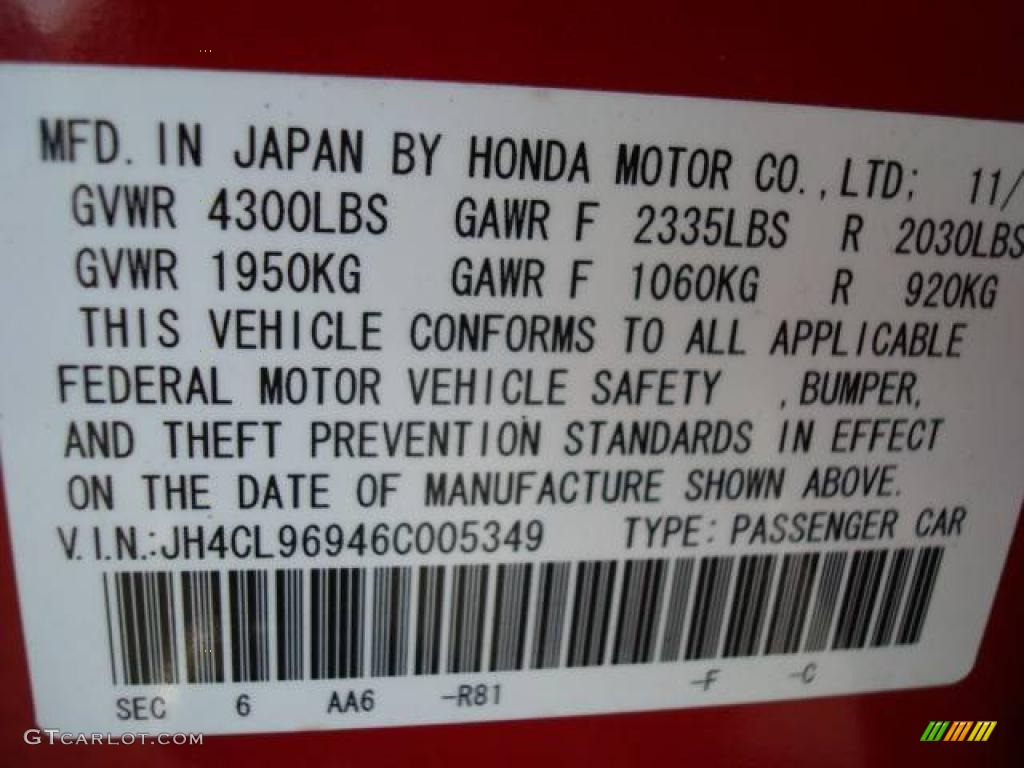 MFD. IN JAPAN BY HONDA MOTOR CO., LTD; 11/
GVWR 4300LBS GAWR F 2335LBS R 2030LBS
GVWR 1950KG GAWR F 1060KG R 920KG
THIS VEHICLE CONFORMS TO ALL APPLICABLE
FEDERAL MOTOR VEHICLE SAFETY , BUMPER,
AND THEFT PREVENTION STANDARDS IN EFFECT
ON THE DATE OF MANUFACTURE SHOWN ABOVE.
V.I.N.:JH4CL96946C005349 TYPE: PASSENGER CAR
SEC 6 AA6 -R81 -F -C
GTCARLOT.COM